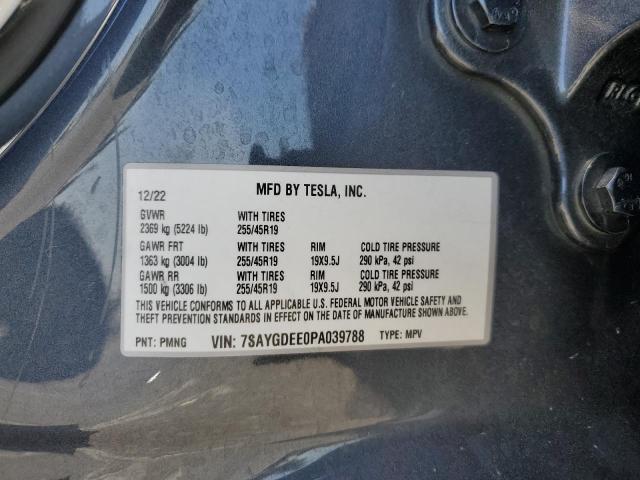 12/22 MFD BY TESLA, INC.
GVWR WITH TIRES
2369 kg (5224 lb) 255/45R19
GAWR FRT WITH TIRES RIM COLD TIRE PRESSURE
1363 kg (3004 lb) 255/45R19 19X9.5J 290 kPa, 42 psi
GAWR RR WITH TIRES RIM COLD TIRE PRESSURE
1500 kg (3306 lb) 255/45R19 19X9.5J 290 kPa, 42 psi
THIS VEHICLE CONFORMS TO ALL APPLICABLE U.S. FEDERAL MOTOR VEHICLE SAFETY AND
THEFT PREVENTION STANDARDS IN EFFECT ON THE DATE OF MANUFACTURE SHOWN ABOVE.
PNT: PMNG VIN: 7SAYGDEE0PA039788 TYPE: MPV